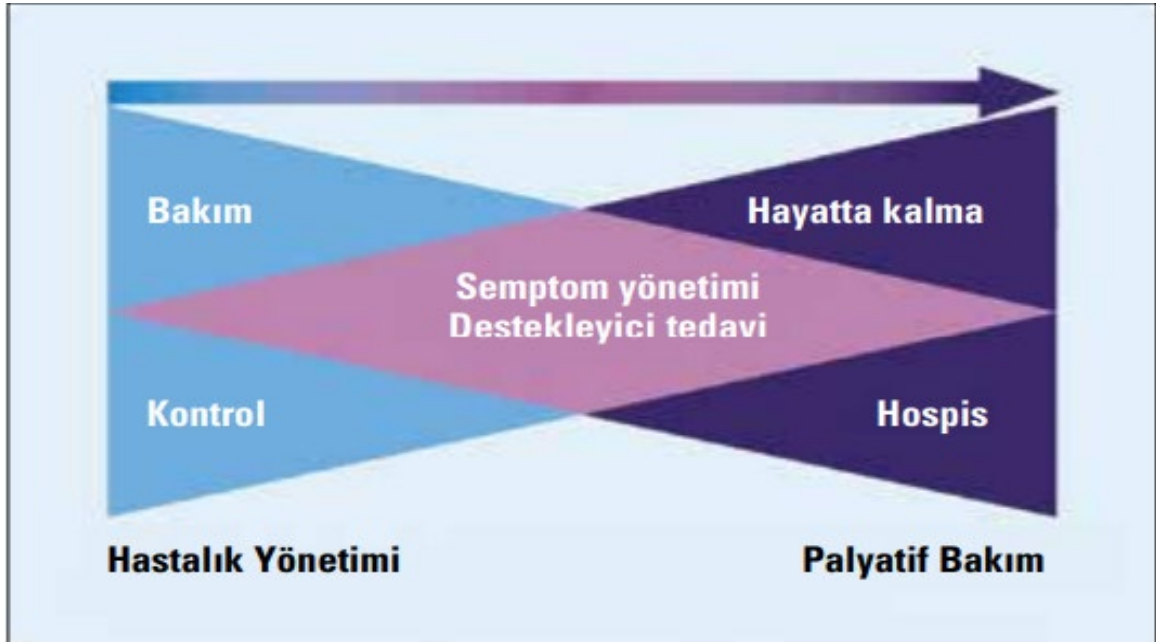 Bakım
Hayatta kalma
Semptom yönetimi
Destekleyici tedavi
Kontrol
Hospis
Hastalık Yönetimi
Palyatif Bakım